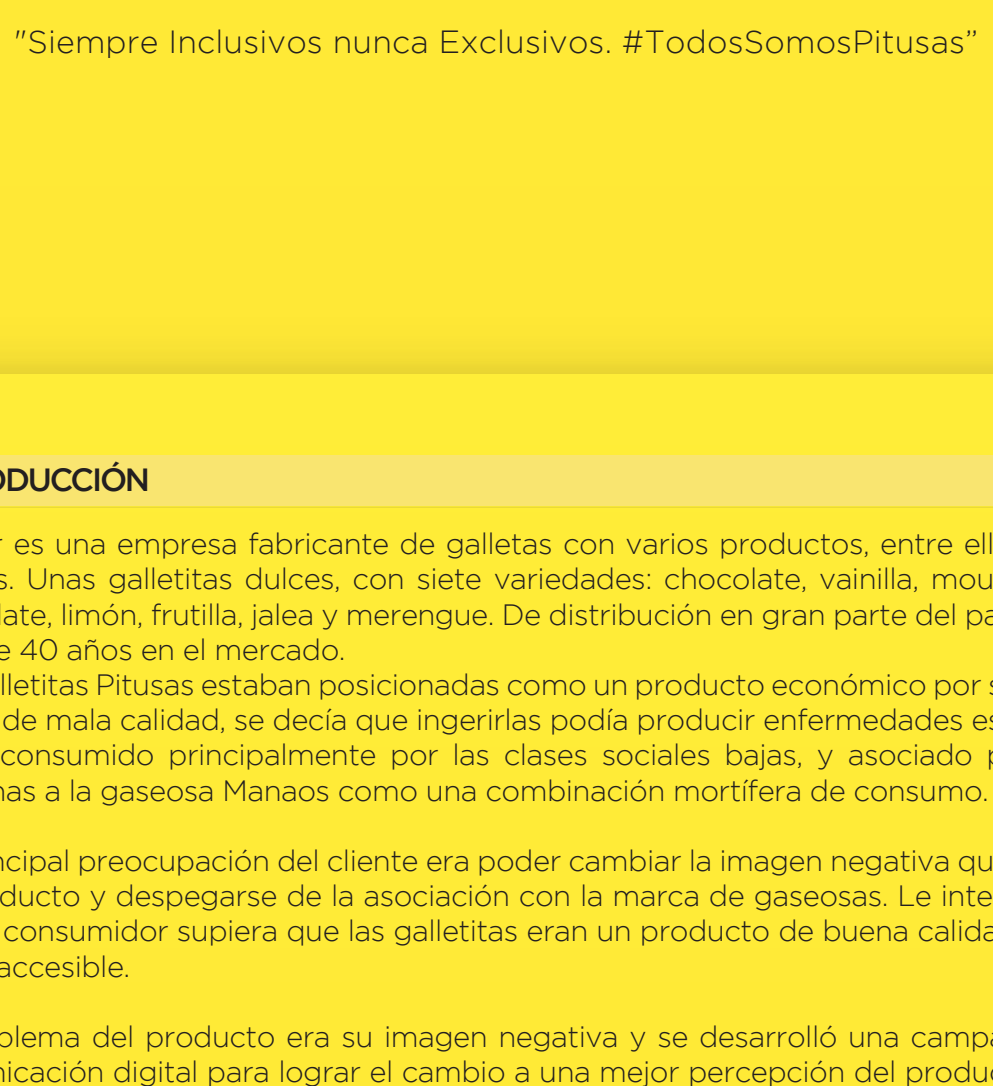 "Siempre Inclusivos nunca Exclusivos. #TodosSomosPitusas”
ODUCCIÓN
r es una empresa fabricante de galletas con varios productos, entre ell
s. Unas galletitas dulces, con siete variedades: chocolate, vainilla, mou
late, limón, frutilla, jalea y merengue. De distribución en gran parte del pa
e 40 años en el mercado.
lletitas Pitusas estaban posicionadas como un producto económico por s
de mala calidad, se decía que ingerirlas podía producir enfermedades es
consumido principalmente por las clases sociales bajas, y asociado p
nas a la gaseosa Manaos como una combinación mortífera de consumo.
ncipal preocupación del cliente era poder cambiar la imagen negativa qu
ducto y despegarse de la asociación con la marca de gaseosas. Le inte
consumidor supiera que las galletitas eran un producto de buena calida
accesible.
blema del producto era su imagen negativa y se desarrolló una campa
nicación digital para lograr el cambio a una mejor percepción del produc